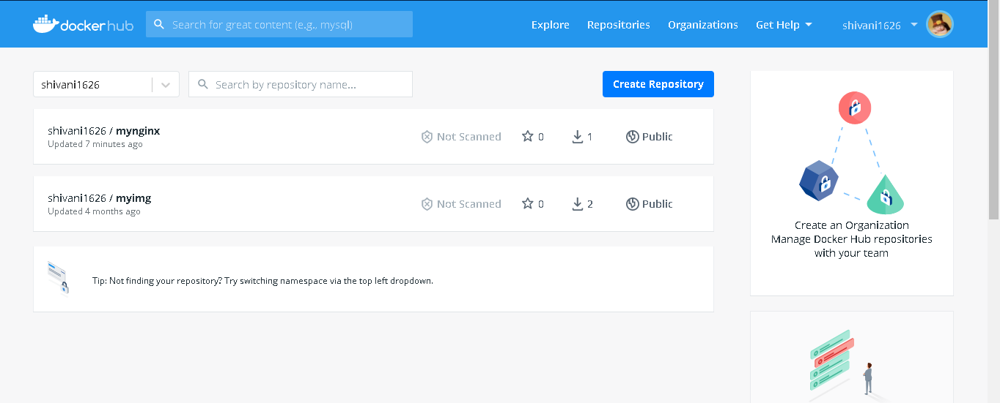 dockerhub
Search for great content (e.g., mysql)
Explore
Repositories
Organizations
Get Help
shivani1626
shivani1626
Search by repository name...
Create Repository
shivani1626 / mynginx
Updated 7 minutes ago
Not Scanned
0
1
Public
shivani1626 / myimg
Updated 4 months ago
Not Scanned
0
2
Public
Tip: Not finding your repository? Try switching namespace via the top left dropdown.
Create an Organization
Manage Docker Hub repositories
with your team